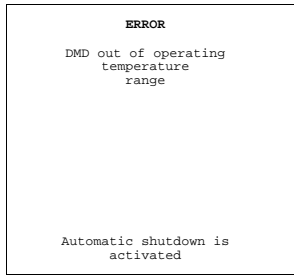 ERROR
DMD out of operating
temperature
range
Automatic shutdown is
activated